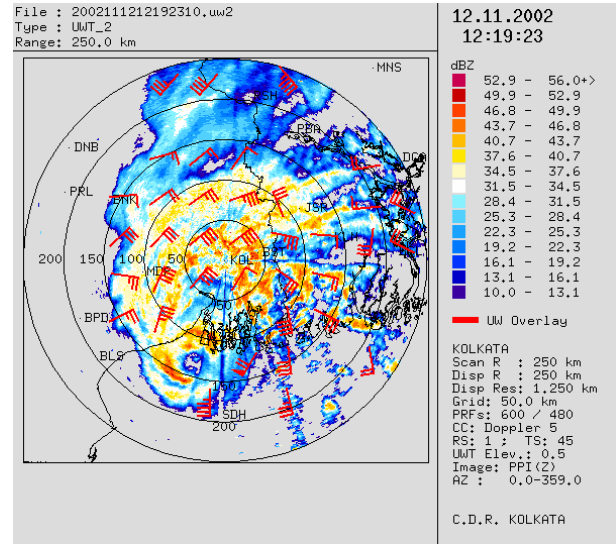 File : 2002111212192310.uw2
Type : UWT_2
Range: 250.0 km
12.11.2002
12:19:23
dBZ
52.9 - 56.0+>
49.9 - 52.9
46.8 - 49.9
43.7 - 46.8
40.7 - 43.7
37.6 - 40.7
34.5 - 37.6
31.5 - 34.5
28.4 - 31.5
25.3 - 28.4
22.3 - 25.3
19.2 - 22.3
16.1 - 19.2
13.1 - 16.1
10.0 - 13.1
UW Overlay
KOLKATA
Scan R : 250 km
Disp R : 250 km
Disp Res: 1.250 km
Grid: 50.0 km
PRFs: 600 / 480
CC: Doppler 5
RS: 1 ; TS: 45
UWT Elev.: 0.5
Image: PPI(Z)
AZ : 0.0-359.0
C.D.R. KOLKATA
MNS
PBA
DNB
PRL
BNK
JSR
200 150 100 50
KOL
50
BPD
BLS
150
SDH
200